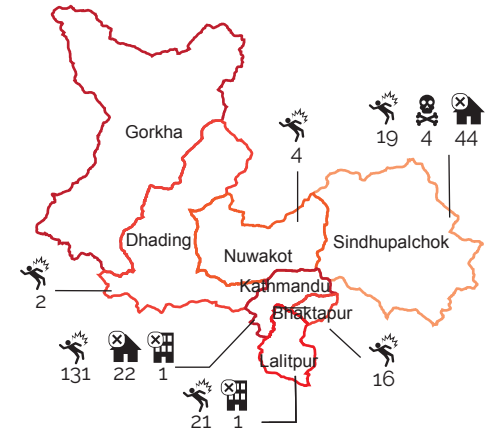 Gorkha
19 4 44
4
Dhading
Nuwakot
Sindhupalchok
Kathmandu
2
Bhaktapur
131 22 1
Lalitpur
16
21 1